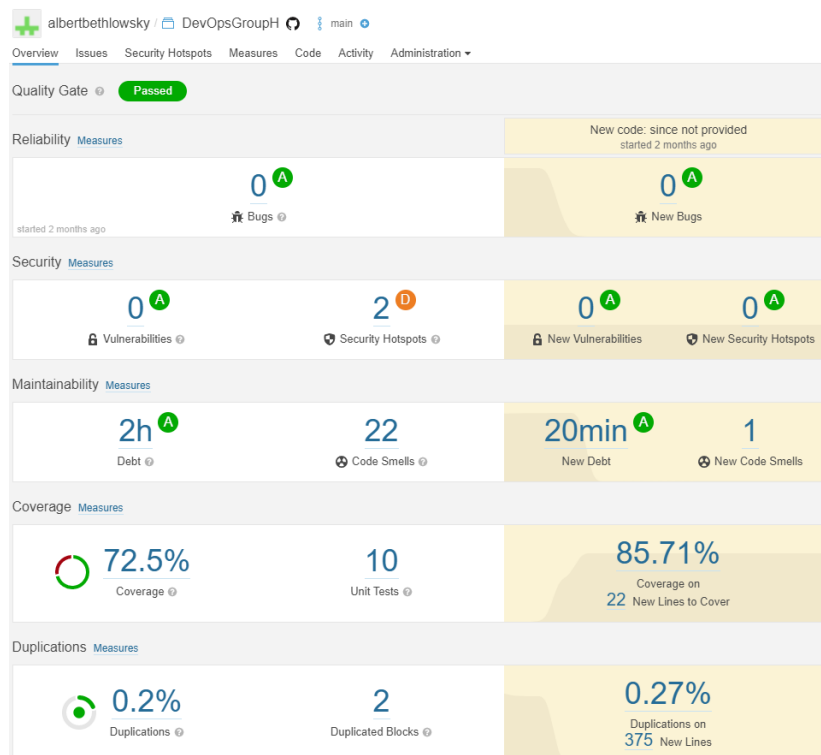 albertbethlowsky / DevOpsGroupH main
Overview Issues Security Hotspots Measures Code Activity Administration
Quality Gate Passed
New code: since not provided
started 2 months ago
Reliability Measures
0 A
Bugs
started 2 months ago
0 A
New Bugs
Security Measures
0 A
Vulnerabilities
2 D
Security Hotspots
0 A
New Vulnerabilities
0 A
New Security Hotspots
Maintainability Measures
2h A
Debt
22
Code Smells
20min A
New Debt
1
New Code Smells
Coverage Measures
72.5%
Coverage
10
Unit Tests
85.71%
Coverage on
22 New Lines to Cover
Duplications Measures
0.2%
Duplications
2
Duplicated Blocks
0.27%
Duplications on
375 New Lines